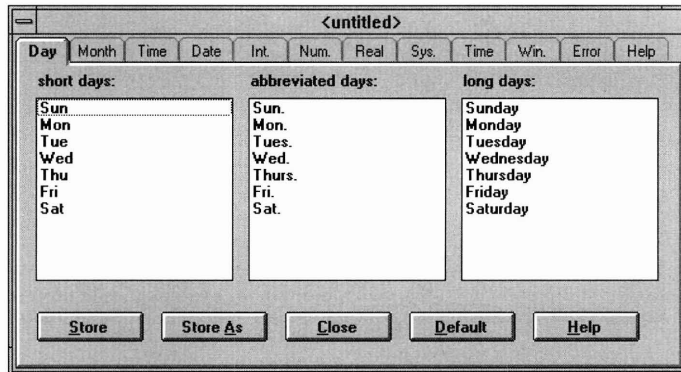 <untitled>
Day Month Time Date Int. Num. Real Sys. Time Win. Error Help
short days: abbreviated days: long days:
Sun Sun. Sunday
Mon Mon. Monday
Tue Tues. Tuesday
Wed Wed. Wednesday
Thu Thurs. Thursday
Fri Fri. Friday
Sat Sat. Saturday
Store Store As Close Default Help